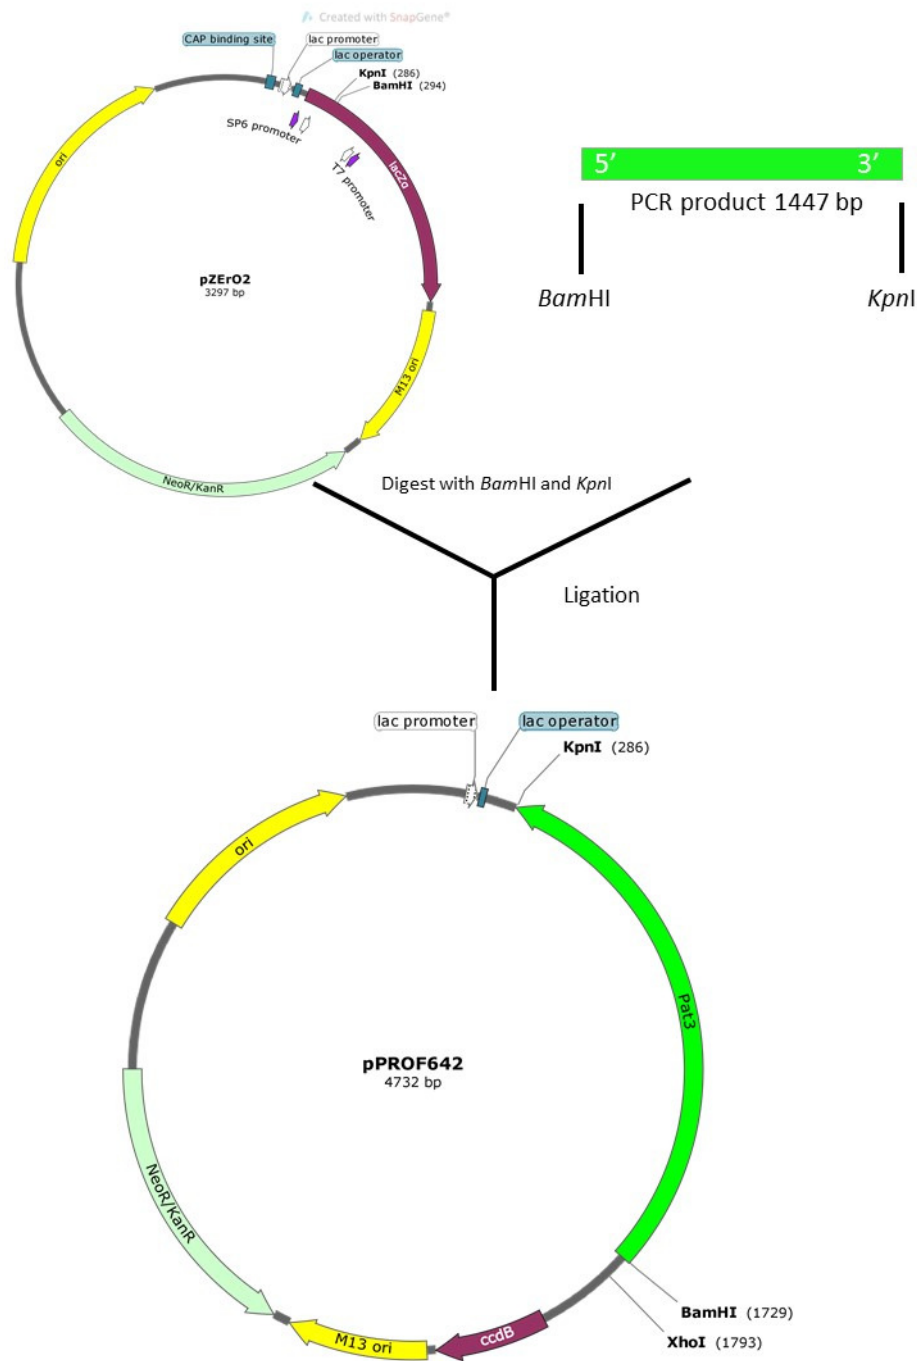 Created with SnapGene®
CAP binding site
lac promoter
lac operator
KpnI (286)
BamHI (294)
SP6 promoter
T7 promoter
lacZα
ori
pZErO2
3297 bp
M13 ori
NeoR/KanR
5’ 3’
PCR product 1447 bp
BamHI KpnI
Digest with BamHI and KpnI
Ligation
lac promoter
lac operator
KpnI (286)
ori
Pat3
pPROF642
4732 bp
NeoR/KanR
BamHI (1729)
XhoI (1793)
ccdB
M13 ori